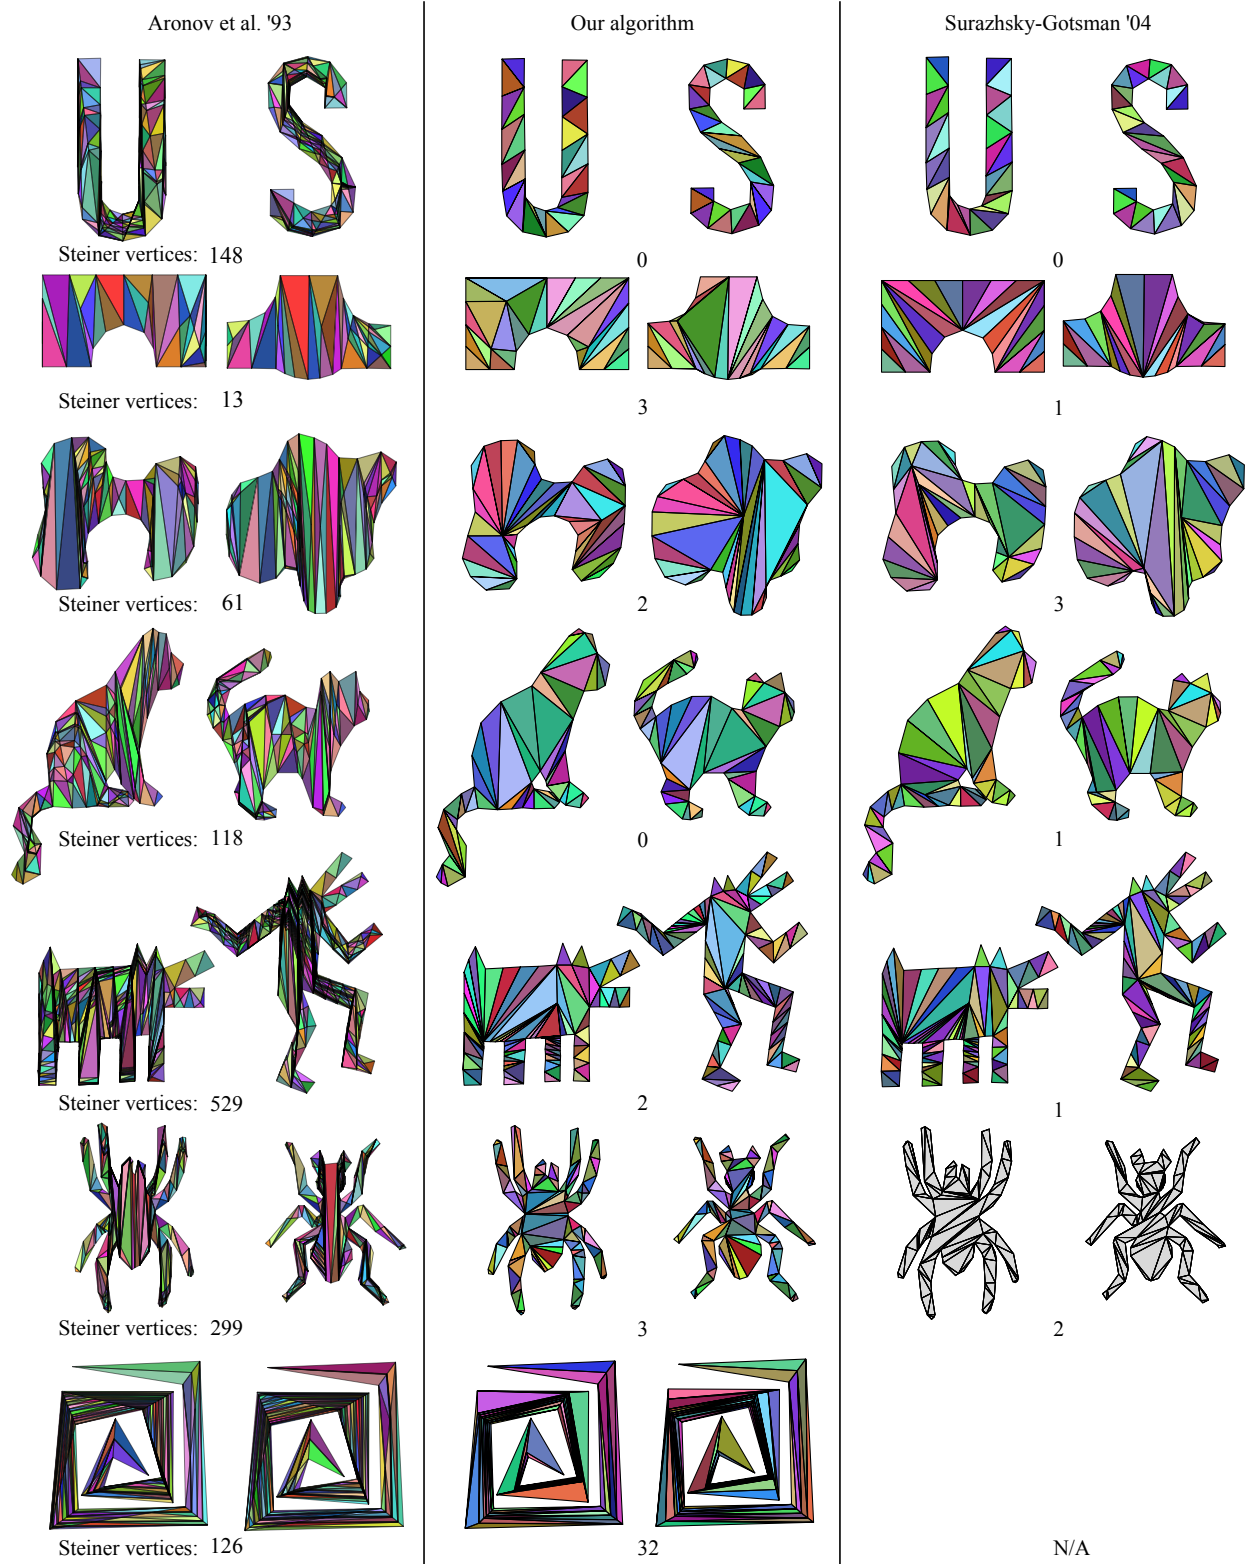 Aronov et al. '93 Our algorithm Surazhsky-Gotsman '04
Steiner vertices: 148 0 0
Steiner vertices: 13 3 1
Steiner vertices: 61 2 3
Steiner vertices: 118 0 1
Steiner vertices: 529 2 1
Steiner vertices: 299 3 2
Steiner vertices: 126 32 N/A